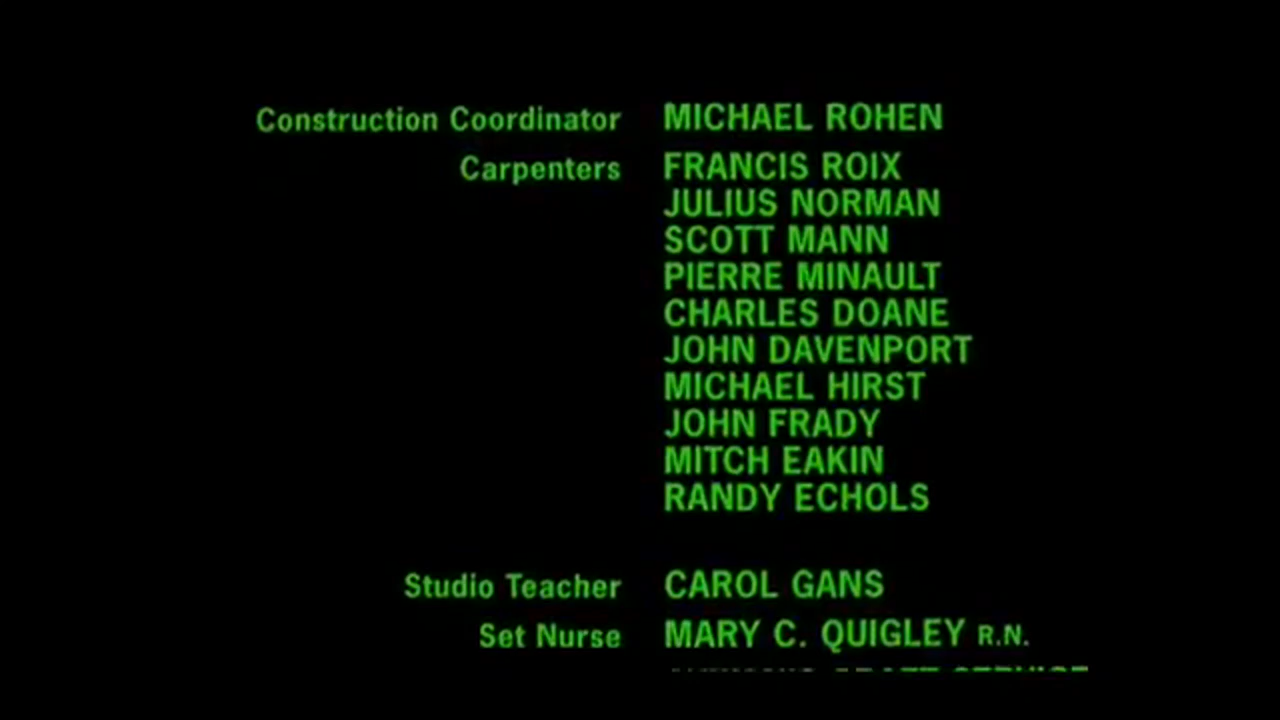 Construction Coordinator MICHAEL ROHEN
Carpenters FRANCIS ROIX
JULIUS NORMAN
SCOTT MANN
PIERRE MINAULT
CHARLES DOANE
JOHN DAVENPORT
MICHAEL HIRST
JOHN FRADY
MITCH EAKIN
RANDY ECHOLS
Studio Teacher CAROL GANS
Set Nurse MARY C. QUIGLEY R.N.